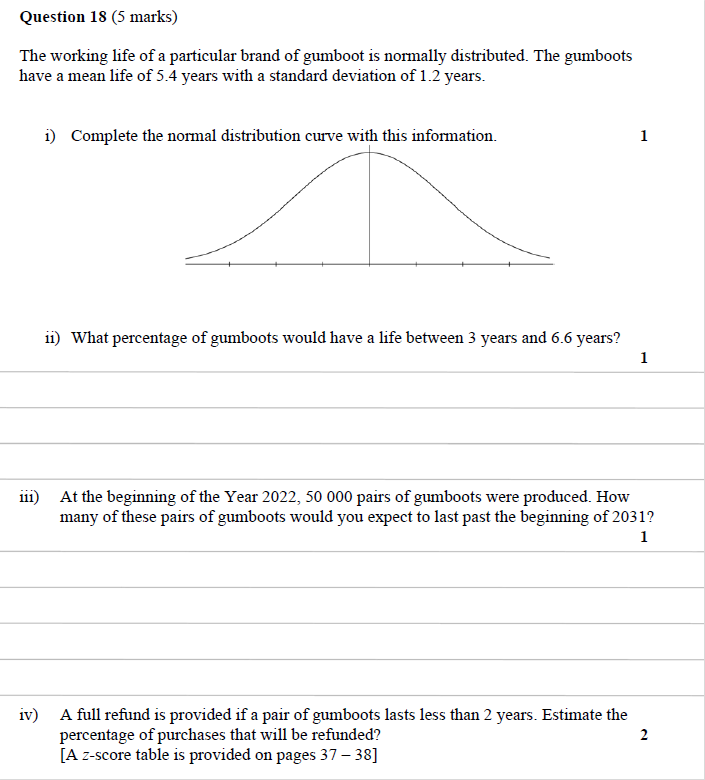 Question 18 (5 marks)
The working life of a particular brand of gumboot is normally distributed. The gumboots
have a mean life of 5.4 years with a standard deviation of 1.2 years.
i) Complete the normal distribution curve with this information. 1
ii) What percentage of gumboots would have a life between 3 years and 6.6 years?
1
iii) At the beginning of the Year 2022, 50 000 pairs of gumboots were produced. How
many of these pairs of gumboots would you expect to last past the beginning of 2031?
1
iv) A full refund is provided if a pair of gumboots lasts less than 2 years. Estimate the
percentage of purchases that will be refunded? 2
[A z-score table is provided on pages 37 – 38]